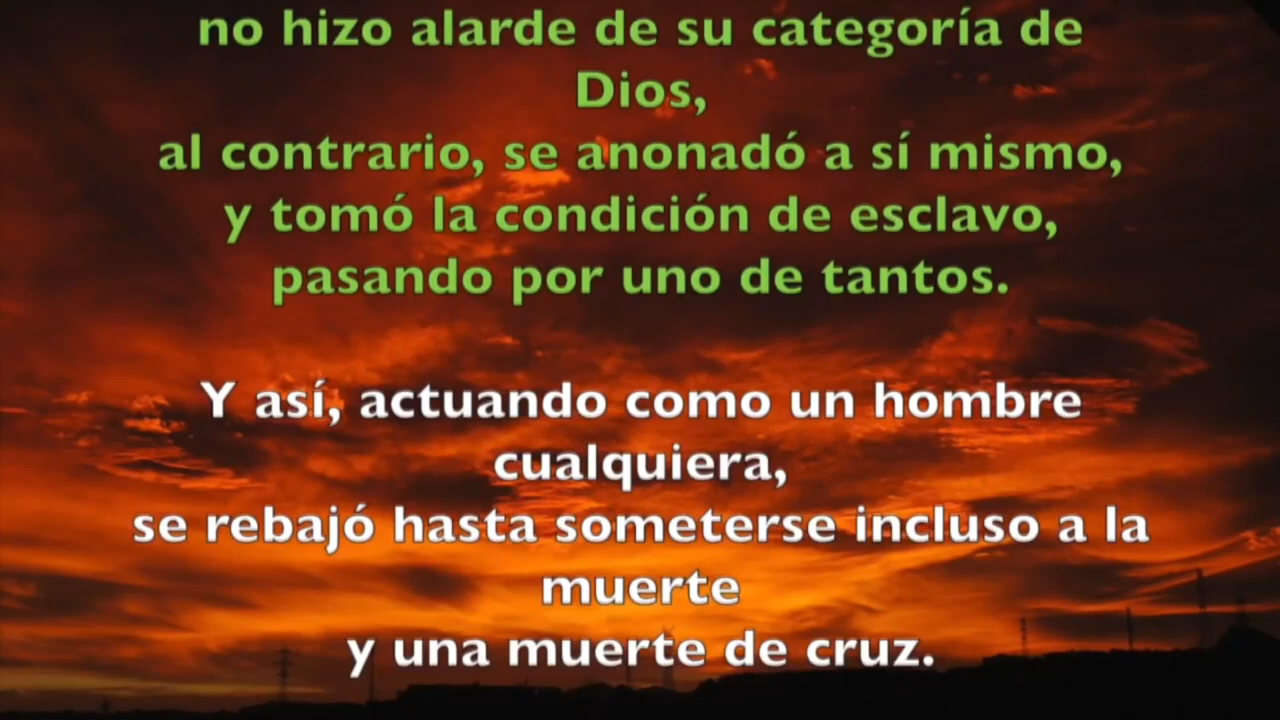 no hizo alarde de su categoría de
Dios,
al contrario, se anonadó a sí mismo,
y tomó la condición de esclavo,
pasando por uno de tantos.
Y así, actuando como un hombre
cualquiera,
se rebajó hasta someterse incluso a la
muerte
y una muerte de cruz.